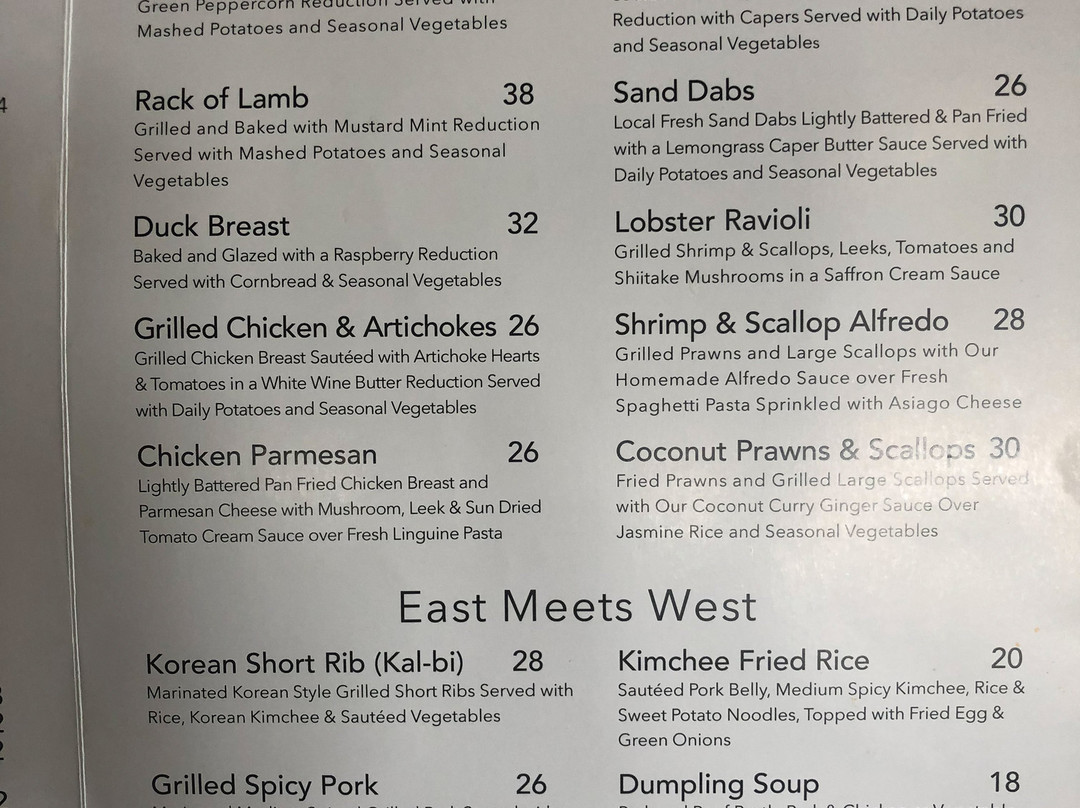 Green Peppercorn Reduction Served with
Mashed Potatoes and Seasonal Vegetables
Rack of Lamb 38
Grilled and Baked with Mustard Mint Reduction
Served with Mashed Potatoes and Seasonal
Vegetables
Duck Breast 32
Baked and Glazed with a Raspberry Reduction
Served with Cornbread & Seasonal Vegetables
Grilled Chicken & Artichokes 26
Grilled Chicken Breast Sautéed with Artichoke Hearts
& Tomatoes in a White Wine Butter Reduction Served
with Daily Potatoes and Seasonal Vegetables
Chicken Parmesan 26
Lightly Battered Pan Fried Chicken Breast and
Parmesan Cheese with Mushroom, Leek & Sun Dried
Tomato Cream Sauce over Fresh Linguine Pasta
Reduction with Capers Served with Daily Potatoes
and Seasonal Vegetables
Sand Dabs 26
Local Fresh Sand Dabs Lightly Battered & Pan Fried
with a Lemongrass Caper Butter Sauce Served with
Daily Potatoes and Seasonal Vegetables
Lobster Ravioli 30
Grilled Shrimp & Scallops, Leeks, Tomatoes and
Shiitake Mushrooms in a Saffron Cream Sauce
Shrimp & Scallop Alfredo 28
Grilled Prawns and Large Scallops with Our
Homemade Alfredo Sauce over Fresh
Spaghetti Pasta Sprinkled with Asiago Cheese
Coconut Prawns & Scallops 30
Fried Prawns and Grilled Large Scallops Served
with Our Coconut Curry Ginger Sauce Over
Jasmine Rice and Seasonal Vegetables
East Meets West
Korean Short Rib (Kal-bi) 28
Marinated Korean Style Grilled Short Ribs Served with
Rice, Korean Kimchee & Sautéed Vegetables
Grilled Spicy Pork 26
Kimchee Fried Rice 20
Sautéed Pork Belly, Medium Spicy Kimchee, Rice &
Sweet Potato Noodles, Topped with Fried Egg &
Green Onions
Dumpling Soup 18